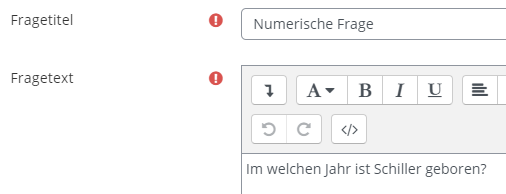 Fragetitel
Numerische Frage
Fragetext
A B I U
</>
Im welchen Jahr ist Schiller geboren?